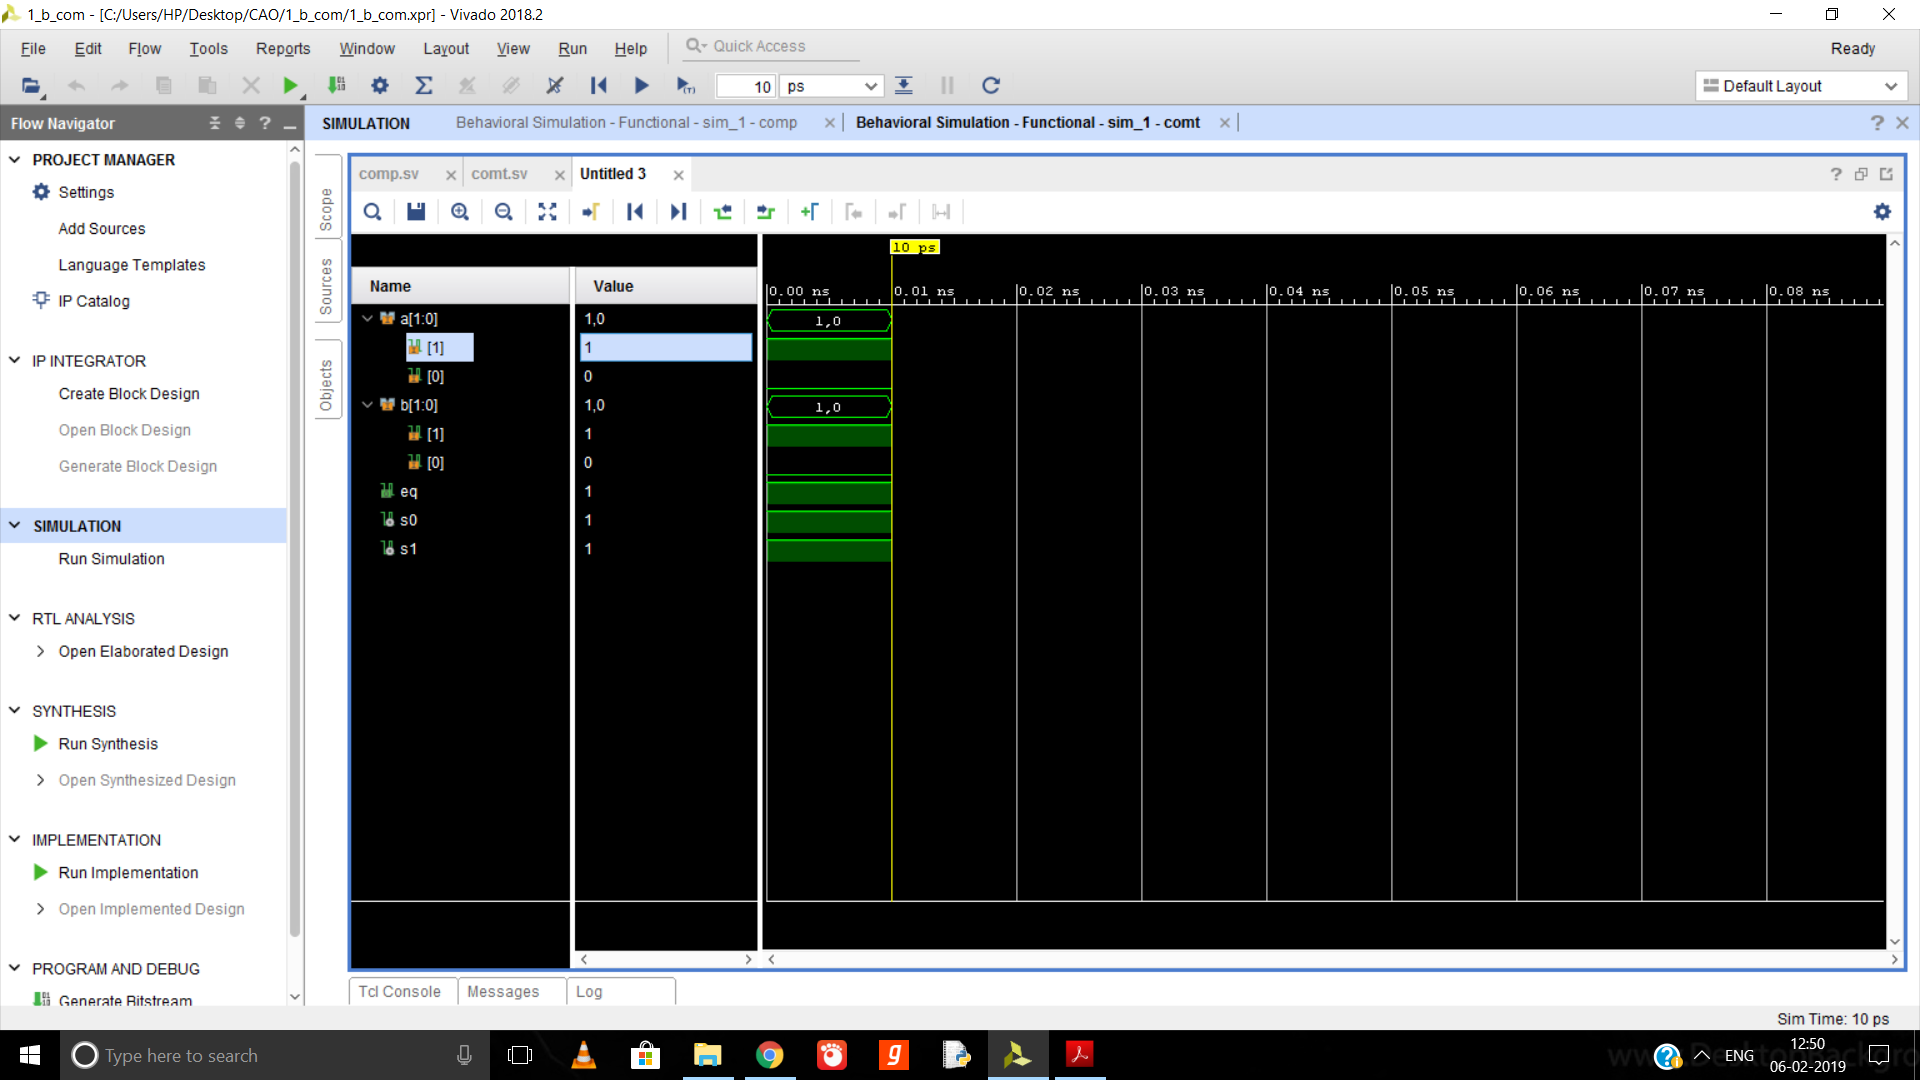 1_b_com - [C:/Users/HP/Desktop/CAO/1_b_com/1_b_com.xpr] - Vivado 2018.2
File Edit Flow Tools Reports Window Layout View Run Help Quick Access Ready
10 ps Default Layout
Flow Navigator
SIMULATION Behavioral Simulation - Functional - sim_1 - comp Behavioral Simulation - Functional - sim_1 - comt
PROJECT MANAGER
Settings
Add Sources
Language Templates
IP Catalog
IP INTEGRATOR
Create Block Design
Open Block Design
Generate Block Design
SIMULATION
Run Simulation
RTL ANALYSIS
Open Elaborated Design
SYNTHESIS
Run Synthesis
Open Synthesized Design
IMPLEMENTATION
Run Implementation
Open Implemented Design
PROGRAM AND DEBUG
Generate Bitstream
Scope
Sources
Objects
comp.sv comt.sv Untitled 3
10 ps
Name Value
0.00 ns 0.01 ns 0.02 ns 0.03 ns 0.04 ns 0.05 ns 0.06 ns 0.07 ns 0.08 ns
a[1:0] 1,0 1,0
[1] 1
[0] 0
b[1:0] 1,0 1,0
[1] 1
[0] 0
eq 1
s0 1
s1 1
Tcl Console Messages Log
Sim Time: 10 ps
Type here to search
ENG
12:50
06-02-2019